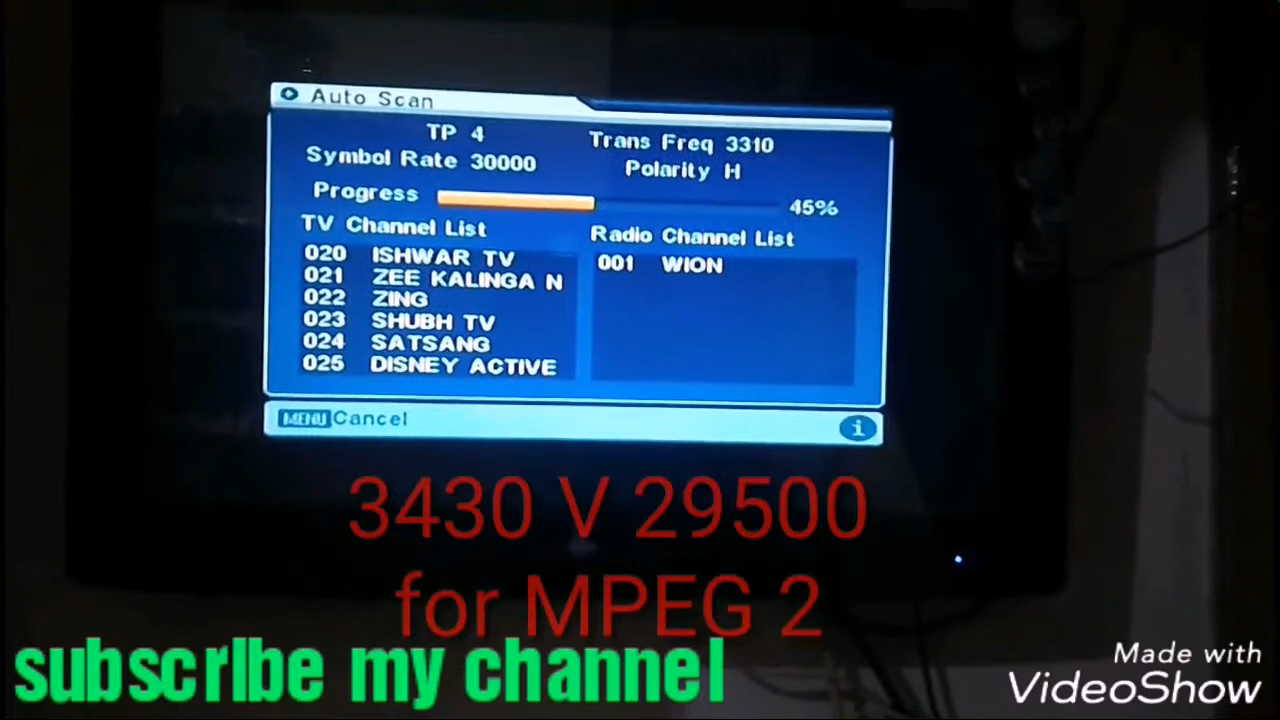 Auto Scan
TP 4
Trans Freq 3310
Symbol Rate 30000
Polarity H
Progress
45%
TV Channel List
Radio Channel List
020 ISHWAR TV
021 ZEE KALINGA N
022 ZING
023 SHUBH TV
024 SATSANG
025 DISNEY ACTIVE
001 WION
MENU Cancel
i
3430 V 29500
for MPEG 2
subscribe my channel
Made with
VideoShow